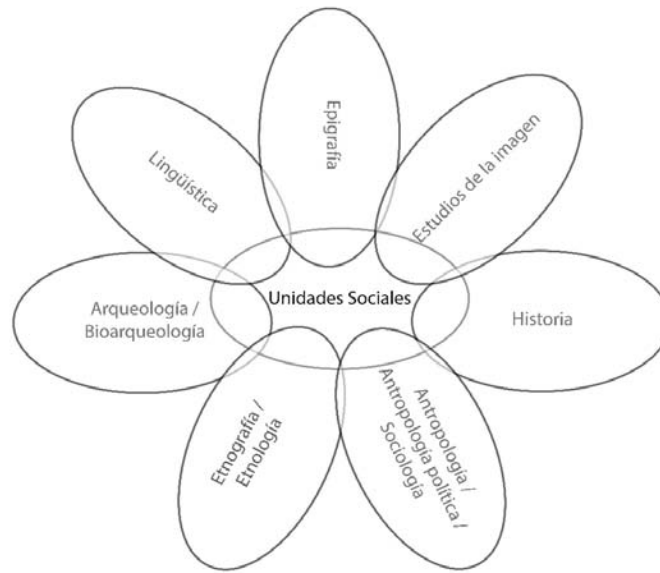 Epigrafía
Lingüística
Estudios de la imagen
Arqueología /
Bioarqueología
Unidades Sociales
Historia
Etnografía /
Etnología
Antropología /
Antropología política /
Sociología